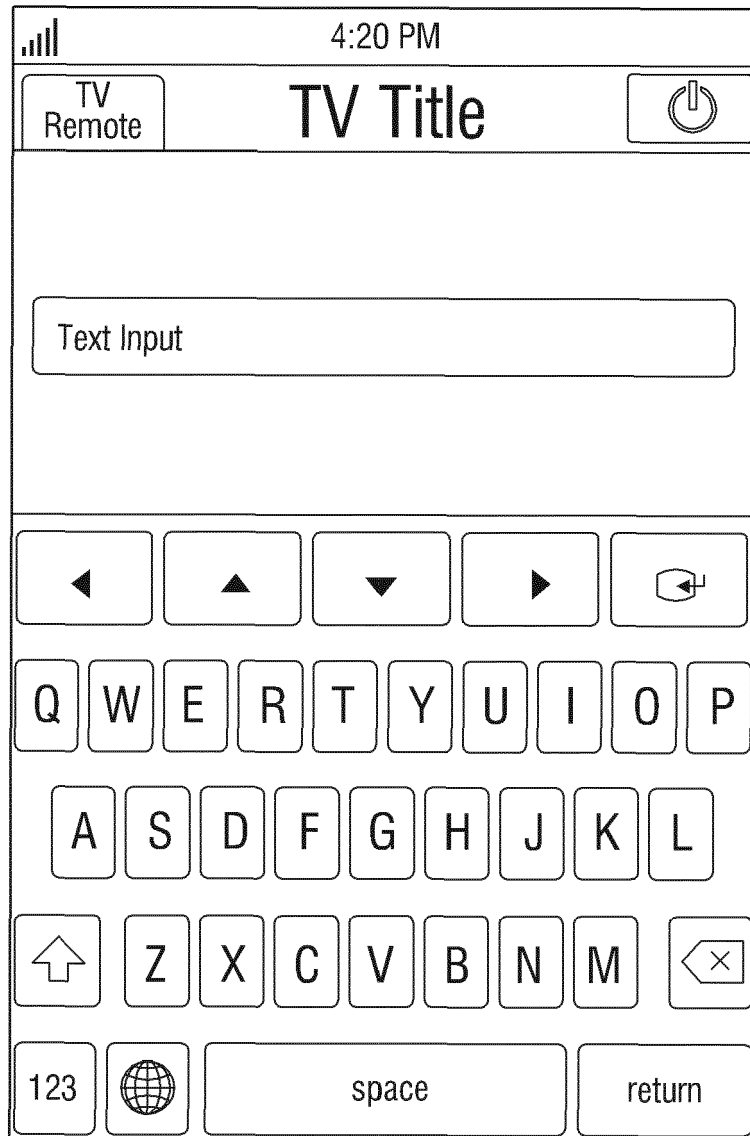 4:20 PM
TV
Remote
TV Title
Text Input
Q W E R T Y U I O P
A S D F G H J K L
Z X C V B N M
123 space return